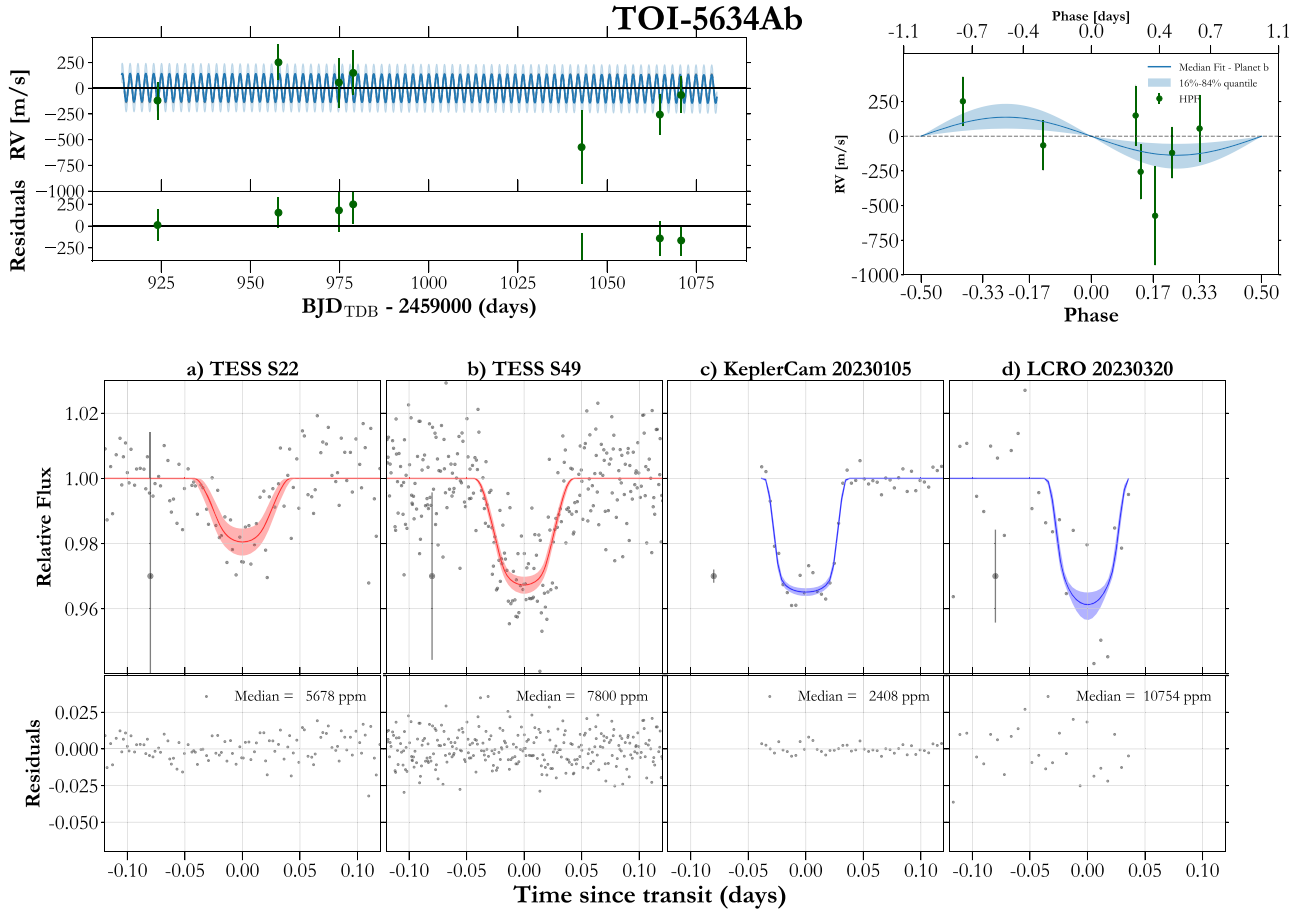 TOI-5634Ab
RV [m/s]
250
0
−250
−500
−750
−1000
Residuals
250
0
−250
925 950 975 1000 1025 1050 1075
BJD_TDB - 2459000 (days)
Phase [days]
-1.1 -0.7 -0.4 0.0 0.4 0.7 1.1
Median Fit - Planet b
16%-84% quantile
HPF
RV [m/s]
250
0
-250
-500
-750
-1000
-0.50 -0.33 -0.17 0.00 0.17 0.33 0.50
Phase
a) TESS S22 b) TESS S49 c) KeplerCam 20230105 d) LCRO 20230320
Relative Flux
1.02
1.00
0.98
0.96
Residuals
Median = 5678 ppm Median = 7800 ppm Median = 2408 ppm Median = 10754 ppm
0.025
0.000
-0.025
-0.050
-0.10 -0.05 0.00 0.05 0.10 -0.10 -0.05 0.00 0.05 0.10 -0.10 -0.05 0.00 0.05 0.10 -0.10 -0.05 0.00 0.05 0.10
Time since transit (days)